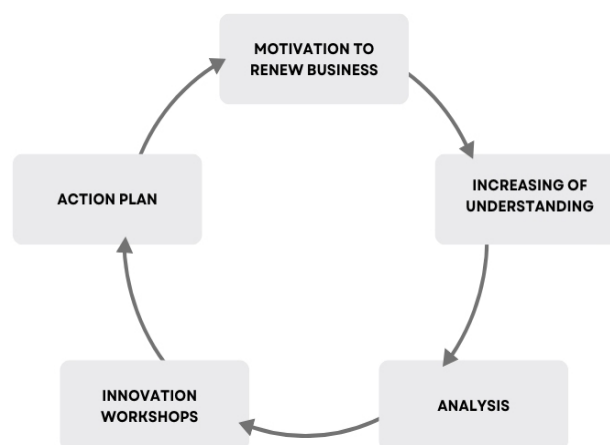 MOTIVATION TO
RENEW BUSINESS
INCREASING OF
UNDERSTANDING
ANALYSIS
INNOVATION
WORKSHOPS
ACTION PLAN